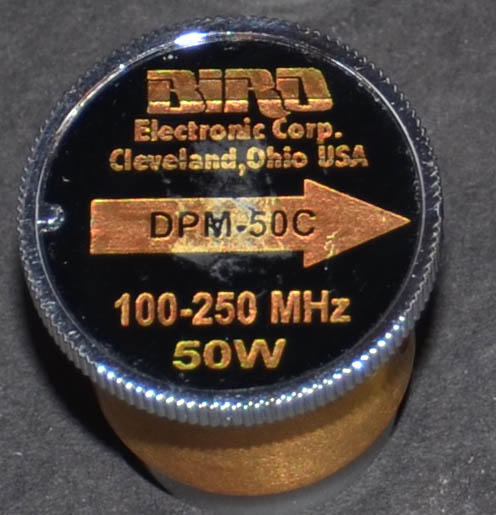 BIRD
Electronic Corp.
Cleveland,Ohio USA
DPM-50C
100-250 MHz
50W